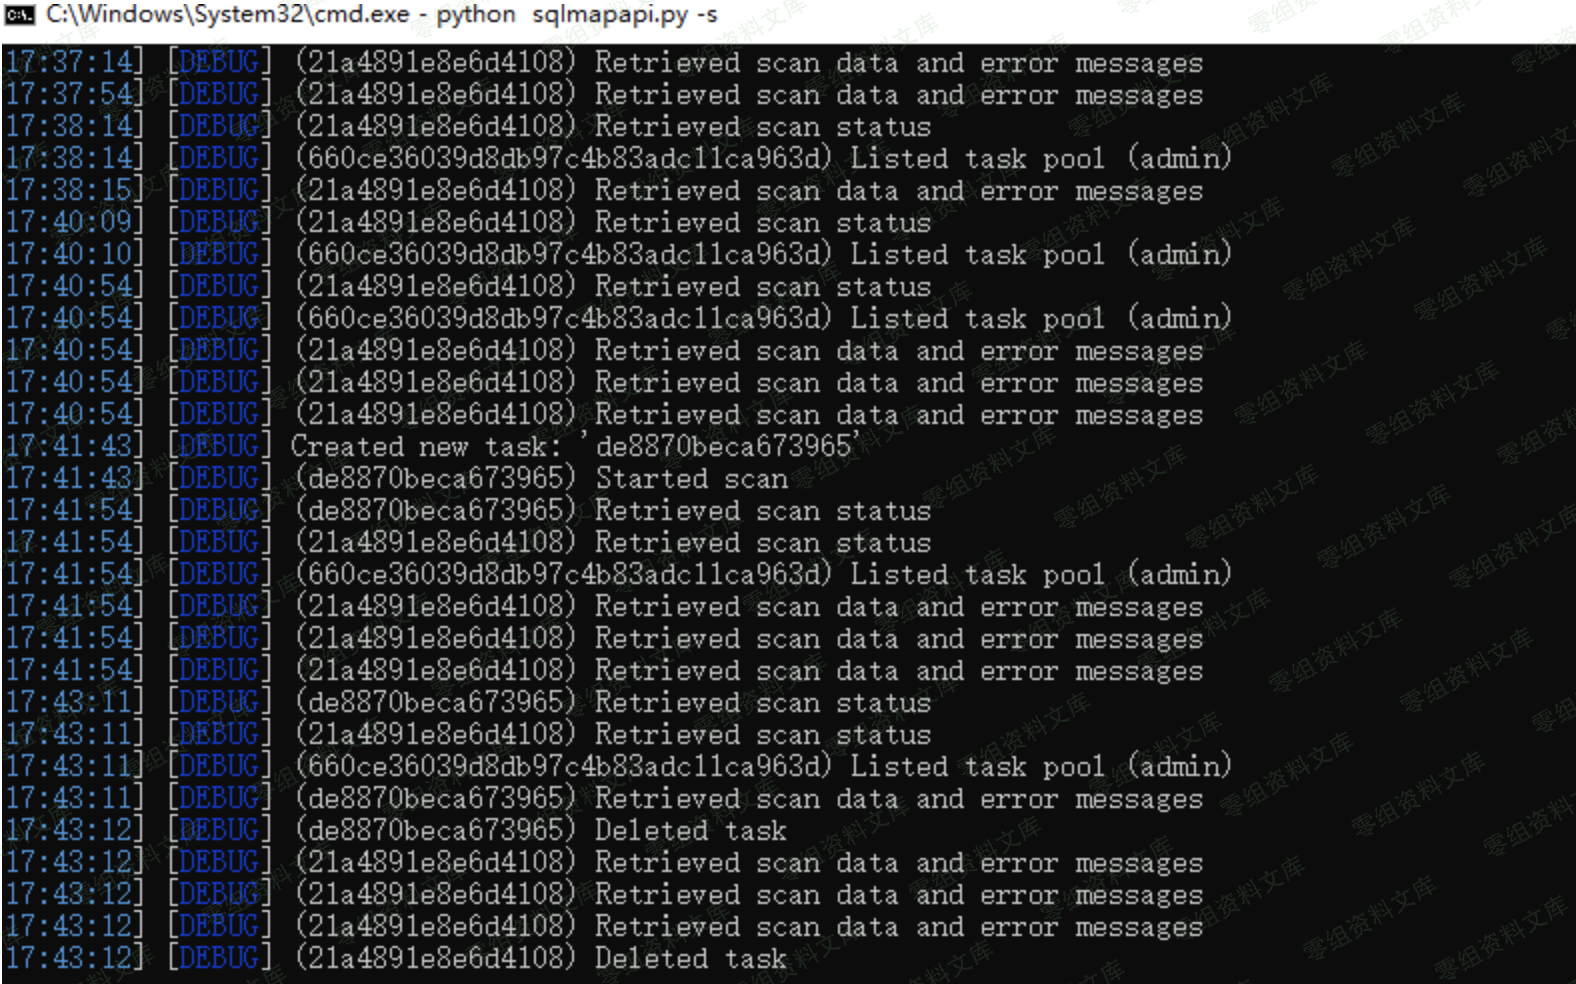 C:\Windows\System32\cmd.exe - python  sqlmapapi.py -s
17:37:14] [DEBUG] (21a4891e8e6d4108) Retrieved scan data and error messages
17:37:54] [DEBUG] (21a4891e8e6d4108) Retrieved scan data and error messages
17:38:14] [DEBUG] (21a4891e8e6d4108) Retrieved scan status
17:38:14] [DEBUG] (660ce36039d8db97c4b83adc11ca963d) Listed task pool (admin)
17:38:15] [DEBUG] (21a4891e8e6d4108) Retrieved scan data and error messages
17:40:09] [DEBUG] (21a4891e8e6d4108) Retrieved scan status
17:40:10] [DEBUG] (660ce36039d8db97c4b83adc11ca963d) Listed task pool (admin)
17:40:54] [DEBUG] (21a4891e8e6d4108) Retrieved scan status
17:40:54] [DEBUG] (660ce36039d8db97c4b83adc11ca963d) Listed task pool (admin)
17:40:54] [DEBUG] (21a4891e8e6d4108) Retrieved scan data and error messages
17:40:54] [DEBUG] (21a4891e8e6d4108) Retrieved scan data and error messages
17:40:54] [DEBUG] (21a4891e8e6d4108) Retrieved scan data and error messages
17:41:43] [DEBUG] Created new task: 'de8870beca673965'
17:41:43] [DEBUG] (de8870beca673965) Started scan
17:41:54] [DEBUG] (de8870beca673965) Retrieved scan status
17:41:54] [DEBUG] (21a4891e8e6d4108) Retrieved scan status
17:41:54] [DEBUG] (660ce36039d8db97c4b83adc11ca963d) Listed task pool (admin)
17:41:54] [DEBUG] (21a4891e8e6d4108) Retrieved scan data and error messages
17:41:54] [DEBUG] (21a4891e8e6d4108) Retrieved scan data and error messages
17:41:54] [DEBUG] (21a4891e8e6d4108) Retrieved scan data and error messages
17:43:11] [DEBUG] (de8870beca673965) Retrieved scan status
17:43:11] [DEBUG] (21a4891e8e6d4108) Retrieved scan status
17:43:11] [DEBUG] (660ce36039d8db97c4b83adc11ca963d) Listed task pool (admin)
17:43:11] [DEBUG] (de8870beca673965) Retrieved scan data and error messages
17:43:12] [DEBUG] (de8870beca673965) Deleted task
17:43:12] [DEBUG] (21a4891e8e6d4108) Retrieved scan data and error messages
17:43:12] [DEBUG] (21a4891e8e6d4108) Retrieved scan data and error messages
17:43:12] [DEBUG] (21a4891e8e6d4108) Retrieved scan data and error messages
17:43:12] [DEBUG] (21a4891e8e6d4108) Deleted task
零组资料文库